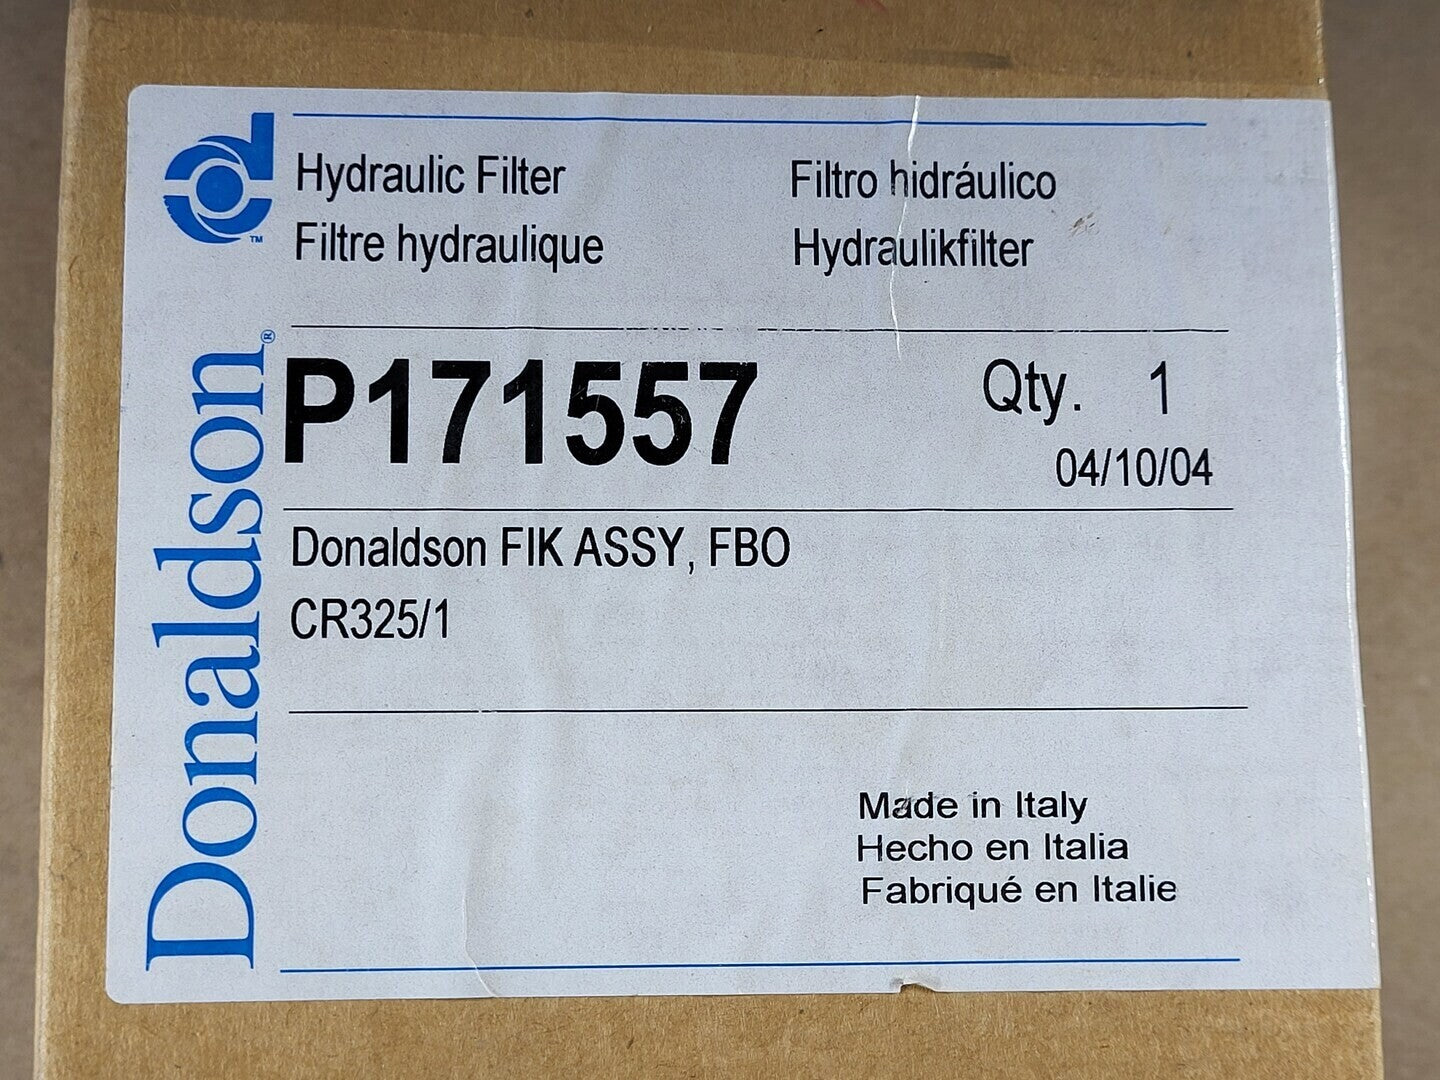 Hydraulic Filter
Filtre hydraulique
Filtro hidráulico
Hydraulikfilter
TM
Donaldson®
P171557
Qty. 1
04/10/04
Donaldson FIK ASSY, FBO
CR325/1
Made in Italy
Hecho en Italia
Fabriqué en Italie